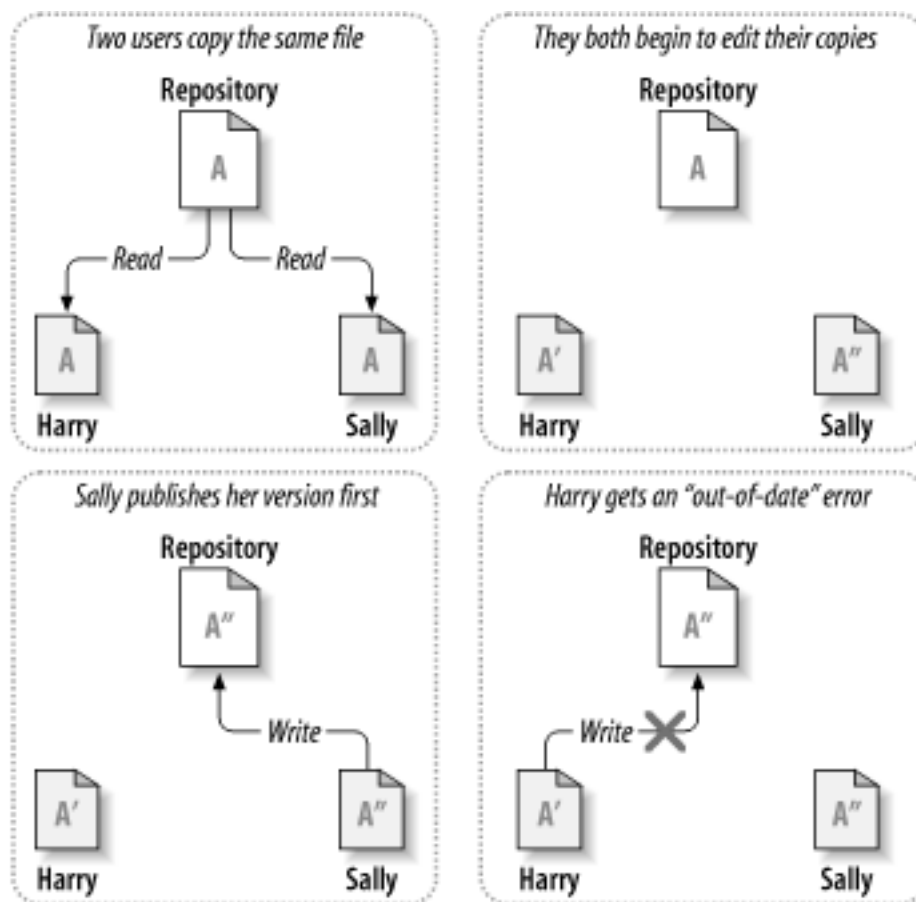 Two users copy the same file
Repository
A
Read Read
A A
Harry Sally
They both begin to edit their copies
Repository
A
A' A"
Harry Sally
Sally publishes her version first
Repository
A"
Write
A' A"
Harry Sally
Harry gets an “out-of-date” error
Repository
A"
Write
A' A"
Harry Sally